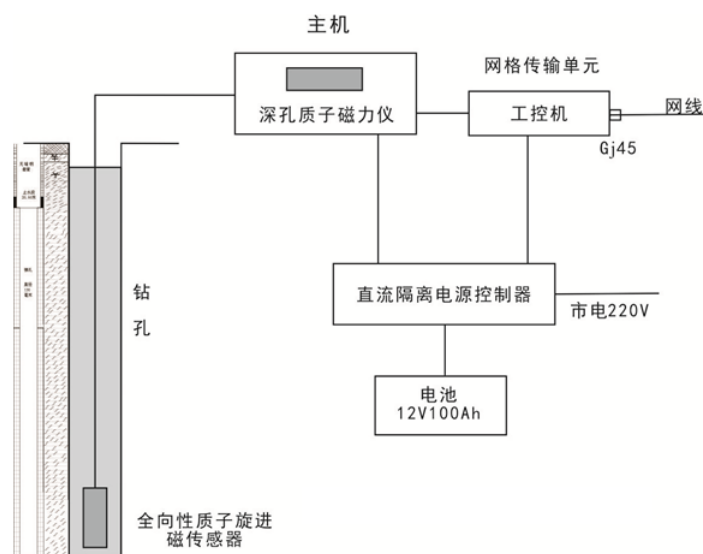 主机
网格传输单元
深孔质子磁力仪
工控机
网线
Gj45
钻
孔
直流隔离电源控制器
市电220V
电池
12V100Ah
全向性质子旋进
磁传感器